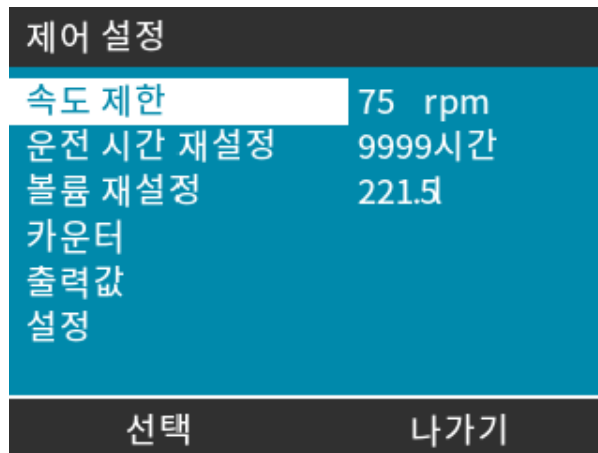 제어 설정
속도 제한 75 rpm
운전 시간 재설정 9999시간
볼륨 재설정 221.5l
카운터
출력값
설정
선택 나가기